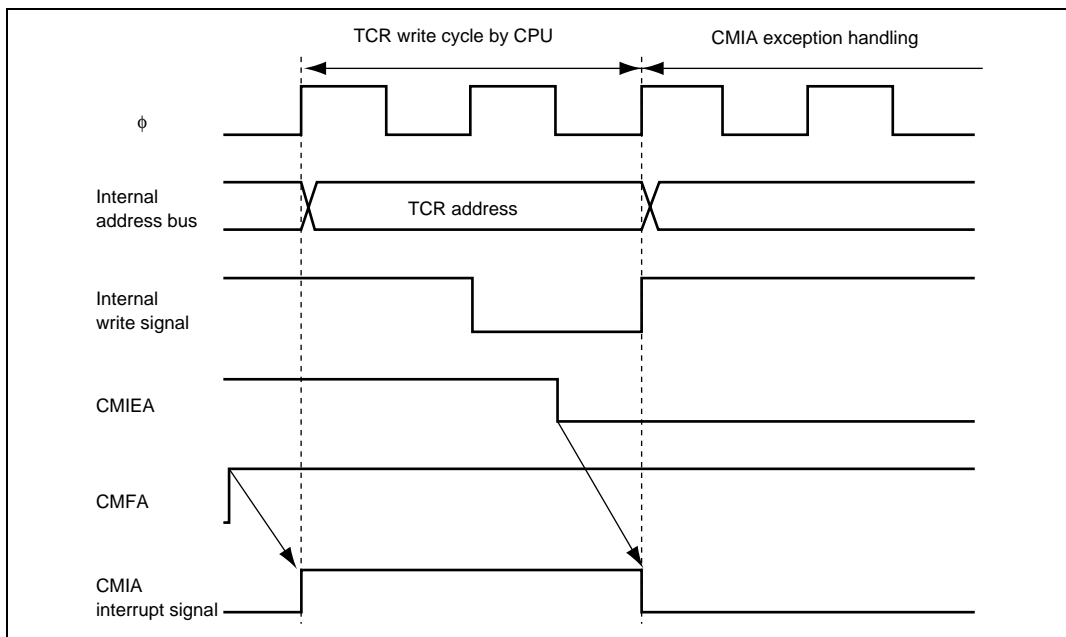 TCR write cycle by CPU
CMIA exception handling
ϕ
Internal
address bus
TCR address
Internal
write signal
CMIEA
CMFA
CMIA
interrupt signal